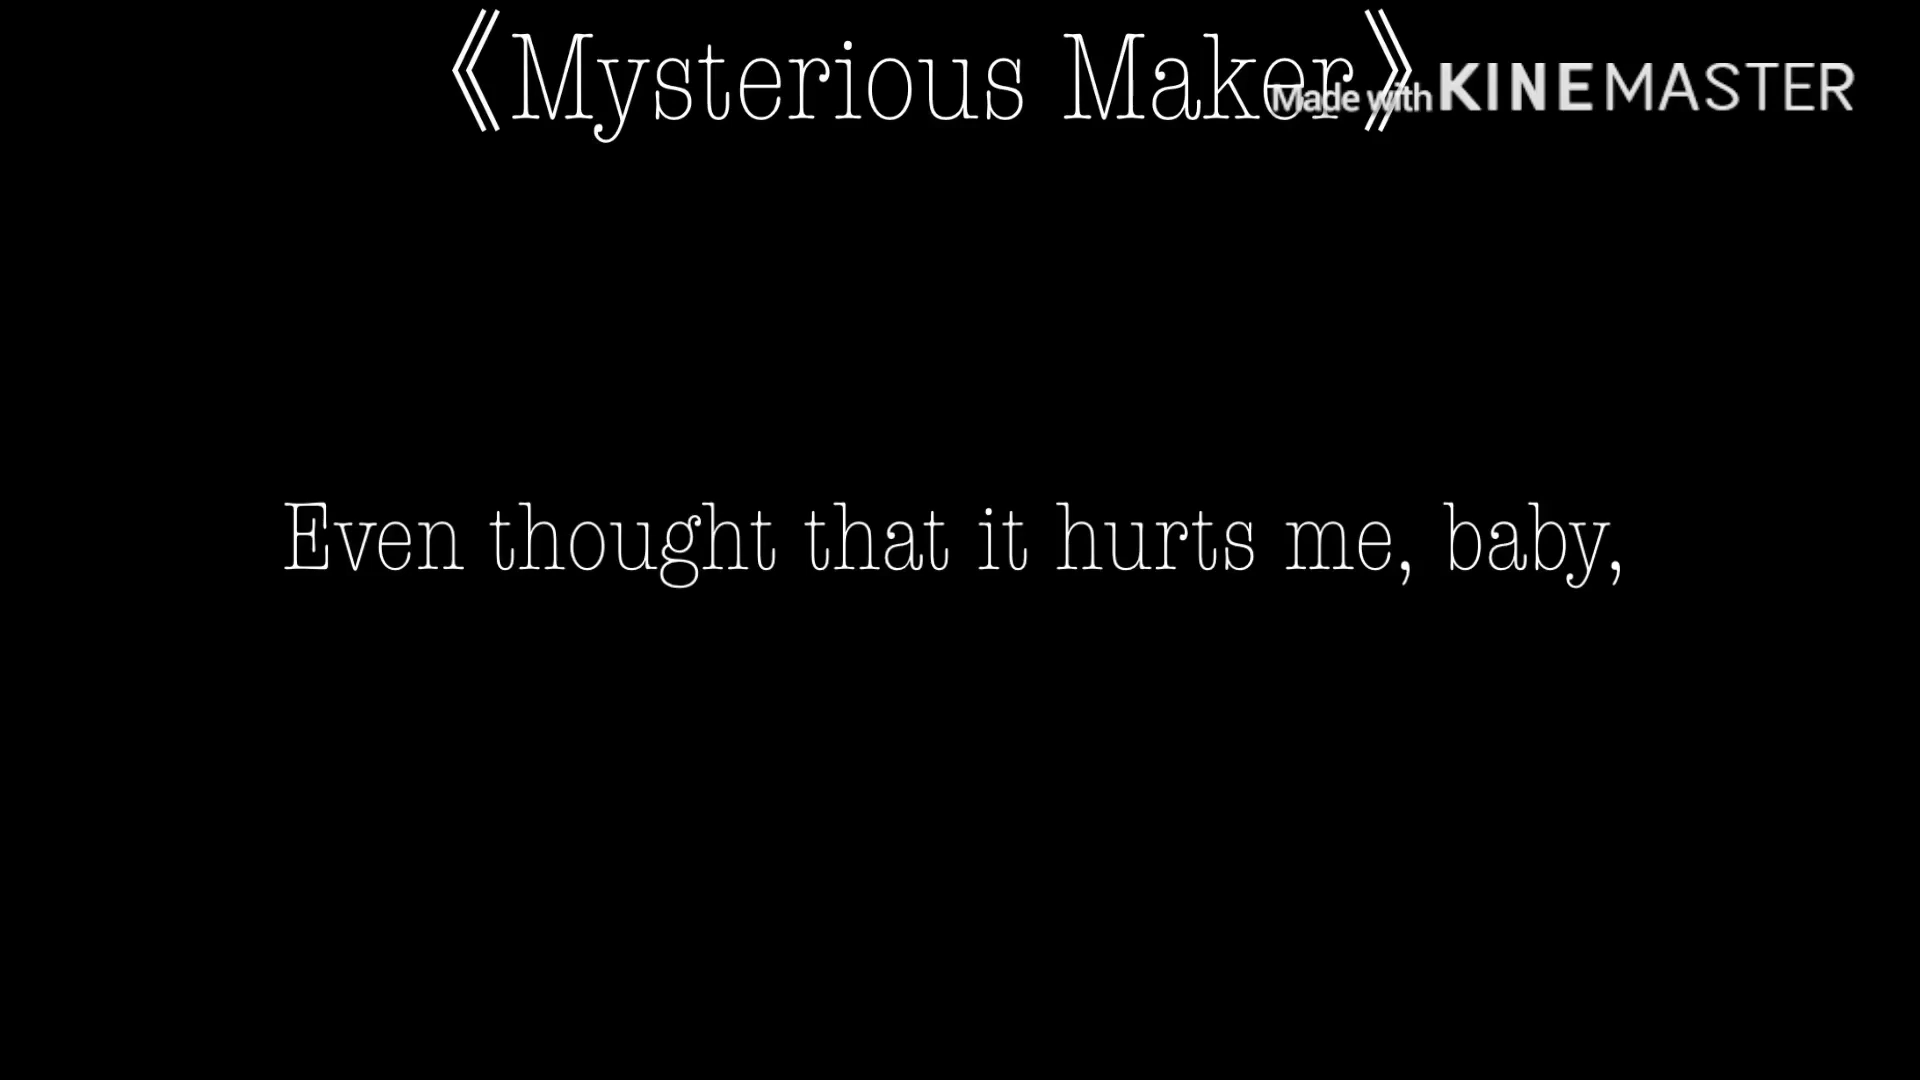 《Mysterious Maker》
Made with KINEMASTER
Even thought that it hurts me, baby,